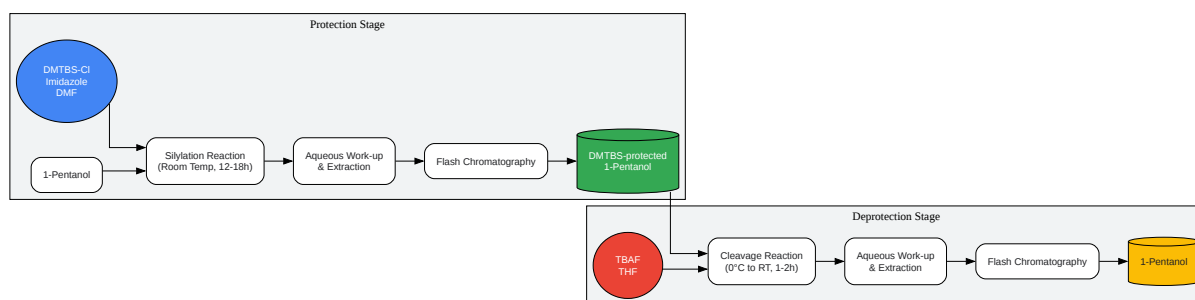 Protection Stage
DMTBS-Cl
Imidazole
DMF
1-Pentanol
Silylation Reaction
(Room Temp, 12-18h)
Aqueous Work-up
& Extraction
Flash Chromatography
DMTBS-protected
1-Pentanol
Deprotection Stage
TBAF
THF
Cleavage Reaction
(0°C to RT, 1-2h)
Aqueous Work-up
& Extraction
Flash Chromatography
1-Pentanol